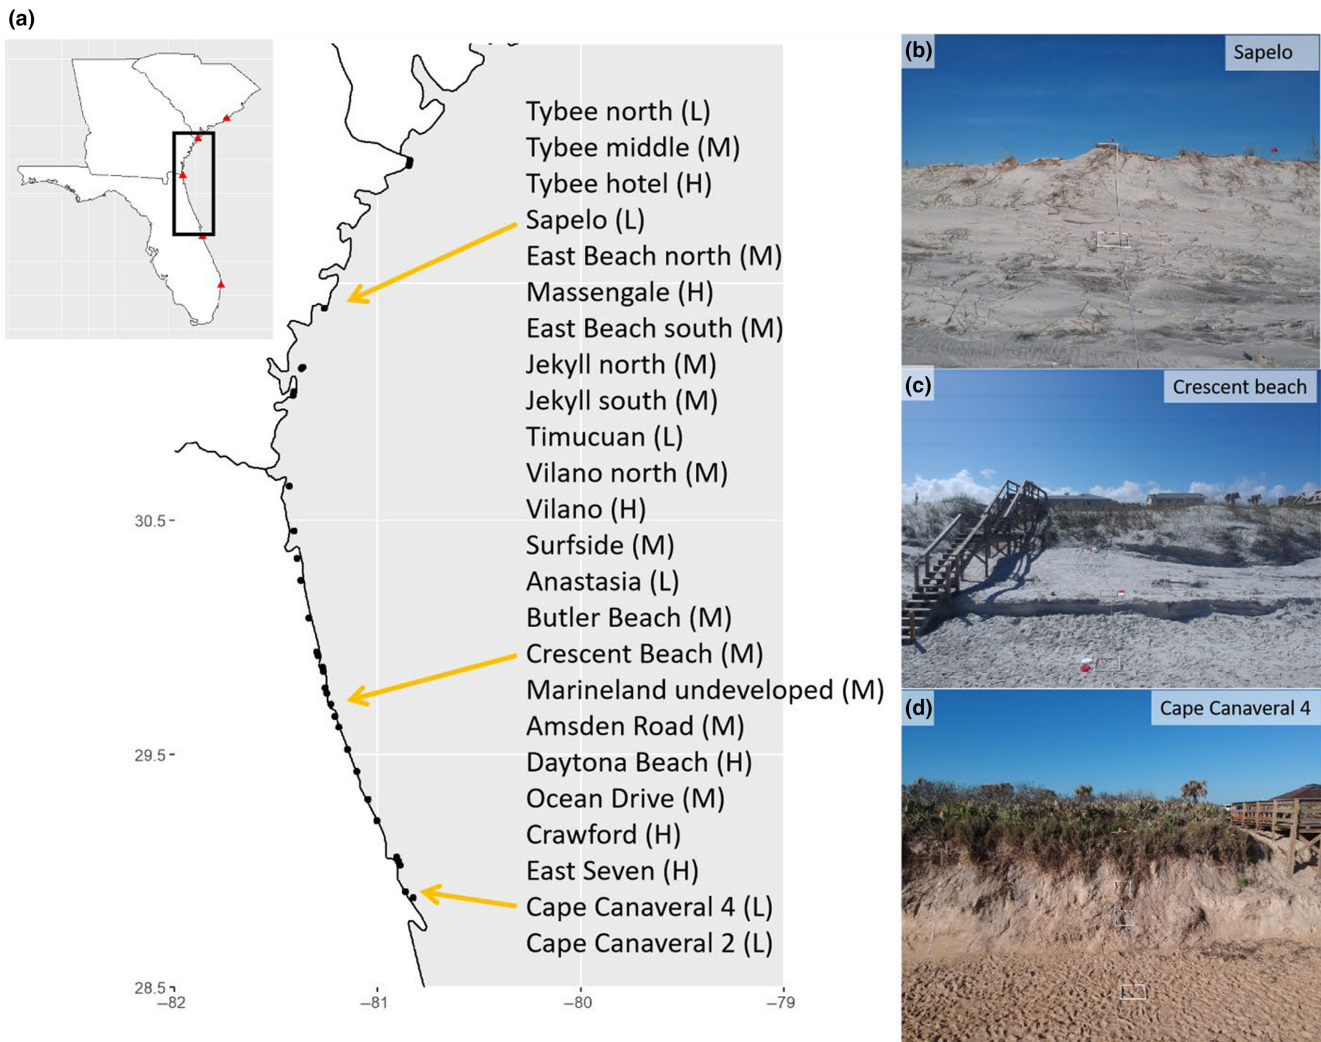 (a)
Tybee north (L)
Tybee middle (M)
Tybee hotel (H)
Sapelo (L)
East Beach north (M)
Massengale (H)
East Beach south (M)
Jekyll north (M)
Jekyll south (M)
Timucuan (L)
Vilano north (M)
Vilano (H)
Surfside (M)
Anastasia (L)
Butler Beach (M)
Crescent Beach (M)
Marineland undeveloped (M)
Amsden Road (M)
Daytona Beach (H)
Ocean Drive (M)
Crawford (H)
East Seven (H)
Cape Canaveral 4 (L)
Cape Canaveral 2 (L)
30.5
29.5
28.5
–82
–81
–80
–79
(b)
Sapelo
(c)
Crescent beach
(d)
Cape Canaveral 4